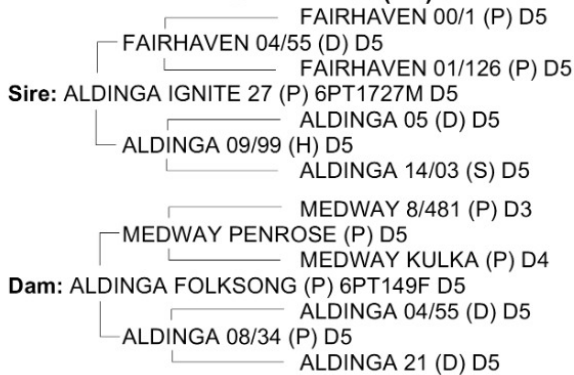 FAIRHAVEN 00/1 (P) D5
FAIRHAVEN 04/55 (D) D5
FAIRHAVEN 01/126 (P) D5
Sire: ALDINGA IGNITE 27 (P) 6PT1727M D5
ALDINGA 05 (D) D5
ALDINGA 09/99 (H) D5
ALDINGA 14/03 (S) D5
MEDWAY 8/481 (P) D3
MEDWAY PENROSE (P) D5
MEDWAY KULKA (P) D4
Dam: ALDINGA FOLKSONG (P) 6PT149F D5
ALDINGA 04/55 (D) D5
ALDINGA 08/34 (P) D5
ALDINGA 21 (D) D5